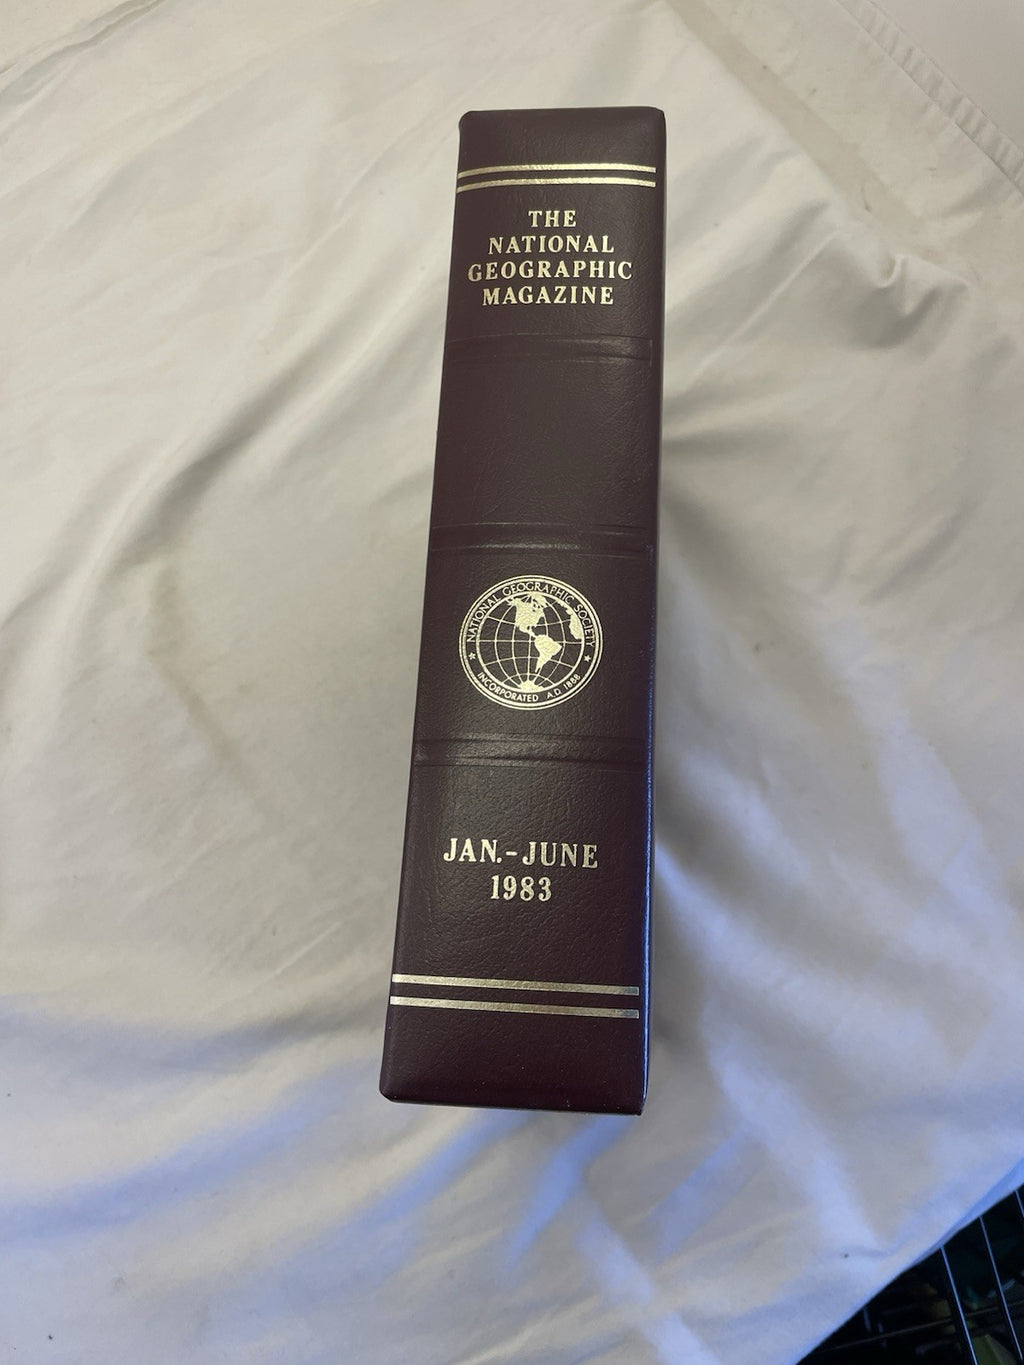 THE
NATIONAL
GEOGRAPHIC
MAGAZINE
NATIONAL GEOGRAPHIC SOCIETY
INCORPORATED A.D. 1888
JAN.-JUNE
1983